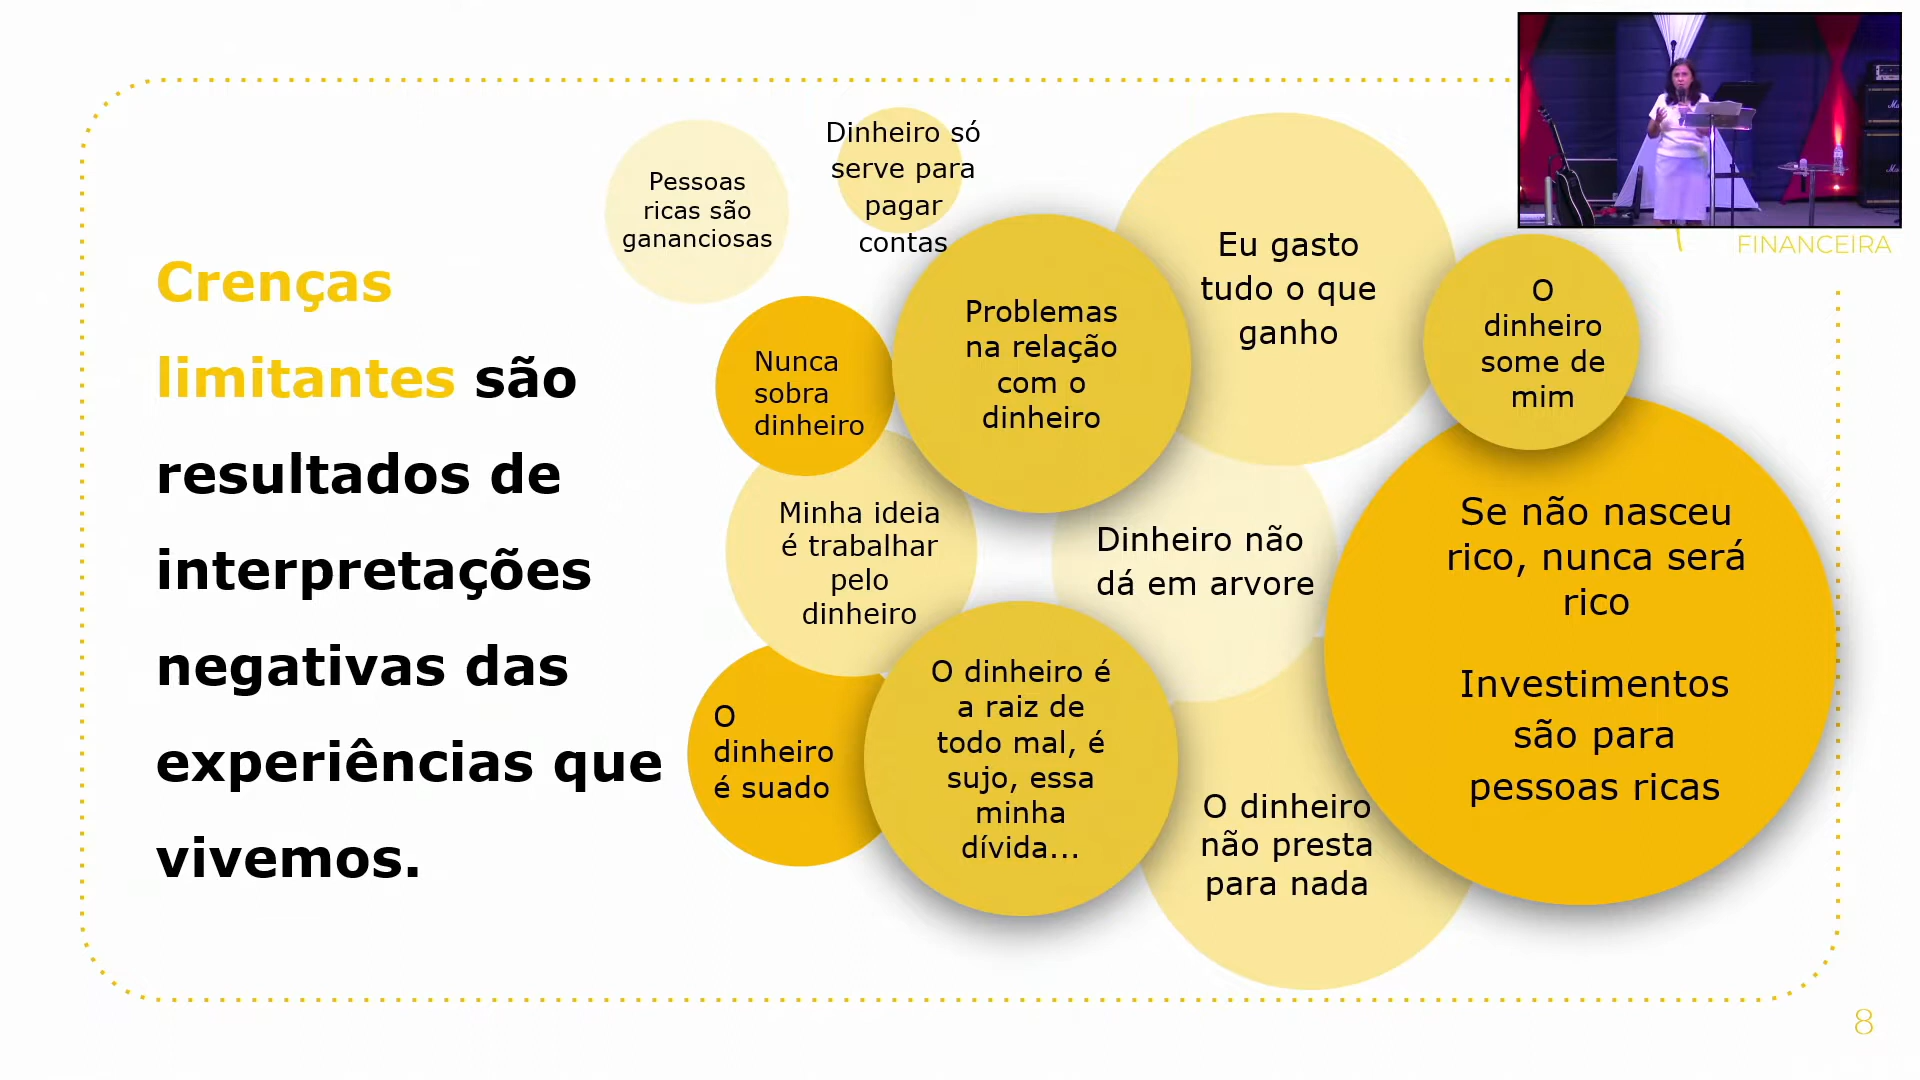 Crenças
limitantes são
resultados de
interpretações
negativas das
experiências que
vivemos.
Pessoas
ricas são
gananciosas
Dinheiro só
serve para
pagar
contas
Problemas
na relação
com o
dinheiro
Eu gasto
tudo o que
ganho
FINANCEIRA
O
dinheiro
some de
mim
Nunca
sobra
dinheiro
Minha ideia
é trabalhar
pelo
dinheiro
Dinheiro não
dá em arvore
Se não nasceu
rico, nunca será
rico
Investimentos
são para
pessoas ricas
O
dinheiro
é suado
O dinheiro é
a raiz de
todo mal, é
sujo, essa
minha
dívida...
O dinheiro
não presta
para nada
8